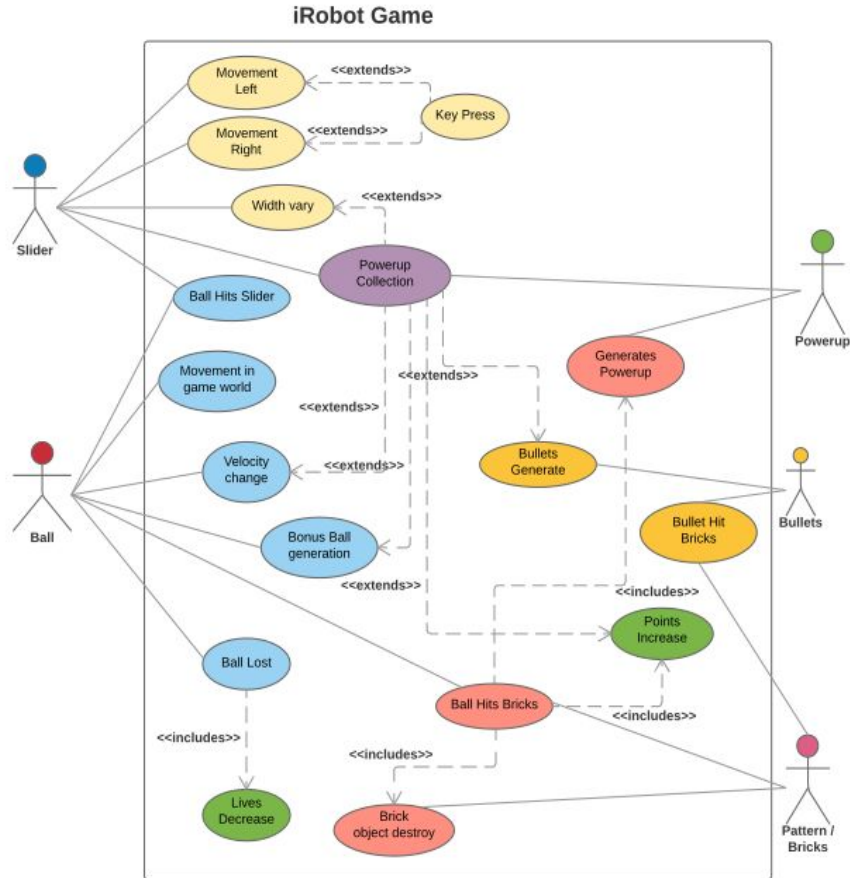 iRobot Game
Movement
Left
<<extends>>
Key Press
Movement
Right
<<extends>>
Slider
Width vary
<<extends>>
Powerup
Collection
Ball Hits Slider
Powerup
Movement in
game world
Generates
Powerup
<<extends>>
<<extends>>
Velocity
change
<<extends>>
Bullets
Generate
Ball
Bullets
Bullet Hit
Bricks
Bonus Ball
generation
<<extends>>
<<includes>>
Points
Increase
Ball Lost
Ball Hits Bricks
<<includes>>
<<includes>>
<<includes>>
Lives
Decrease
Brick
object destroy
Pattern /
Bricks